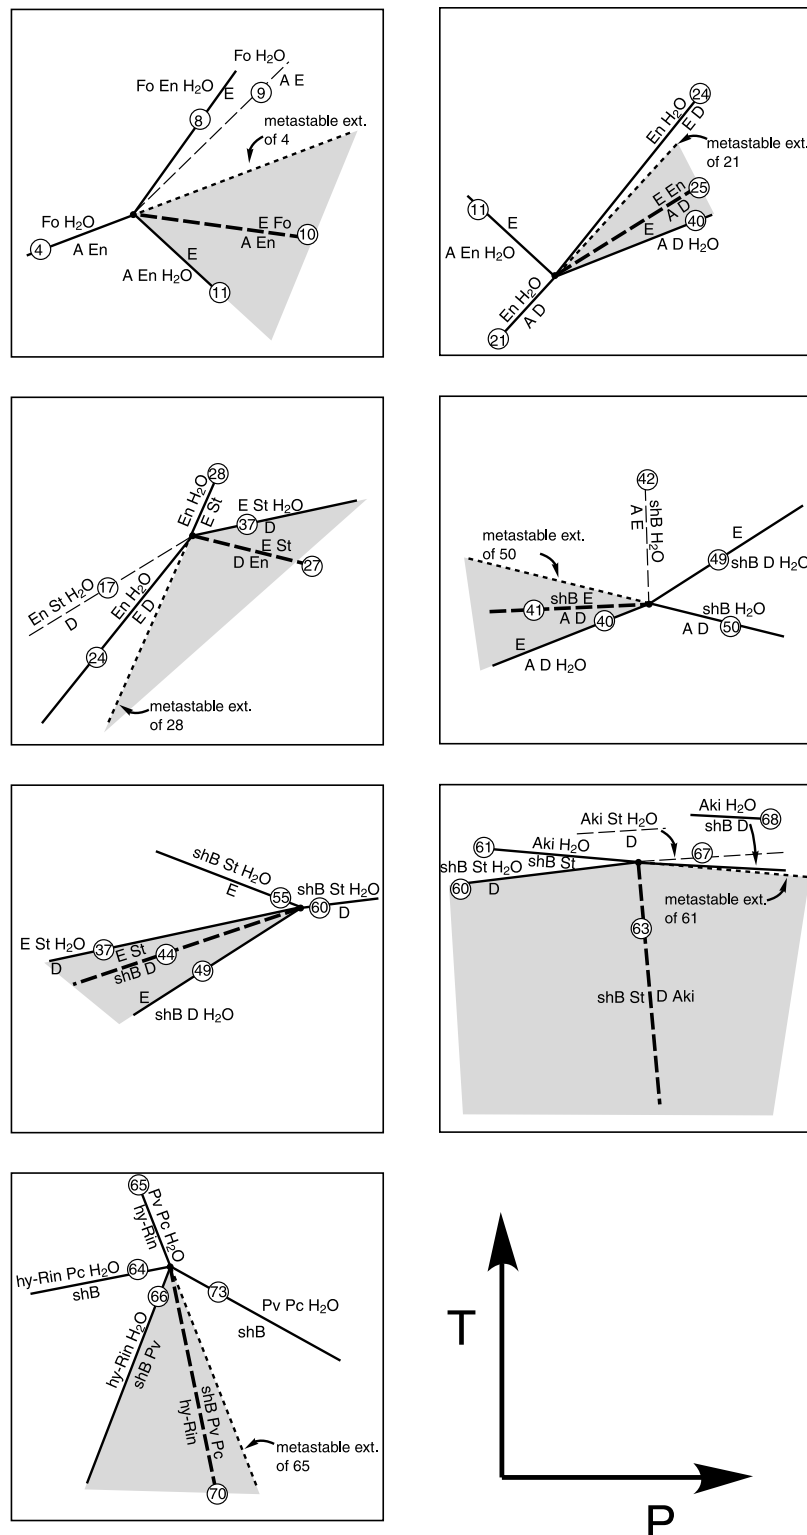 Fo H₂O
Fo En H₂O
E
9
A E
8
metastable ext.
of 4
Fo H₂O
4
A En
E Fo
A En
10
E
A En H₂O
11
24
En H₂O
E D
metastable ext.
of 21
11
E
A En H₂O
E En
25
A D
E
40
A D H₂O
En H₂O
A D
21
28
En H₂O
E St
E St H₂O
37
D
E St
D En
27
En St H₂O
17
D
En H₂O
E D
24
metastable ext.
of 28
42
shB H₂O
A E
metastable ext.
of 50
E
49
shB D H₂O
shB E
41
A D
40
E
A D H₂O
shB H₂O
A D
50
shB St H₂O
E
55
shB St H₂O
60
D
E St H₂O
37
D
E St
44
shB D
49
E
shB D H₂O
Aki H₂O
68
shB D
Aki St H₂O
D
61
Aki H₂O
shB St
67
shB St H₂O
60
D
metastable ext.
of 61
63
shB St
D Aki
65
Pv Pc H₂O
hy-Rin
hy-Rin Pc H₂O
64
shB
66
73
Pv Pc H₂O
shB
hy-Rin H₂O
shB Pv
shB Pv Pc
hy-Rin
metastable ext.
of 65
70
T
P